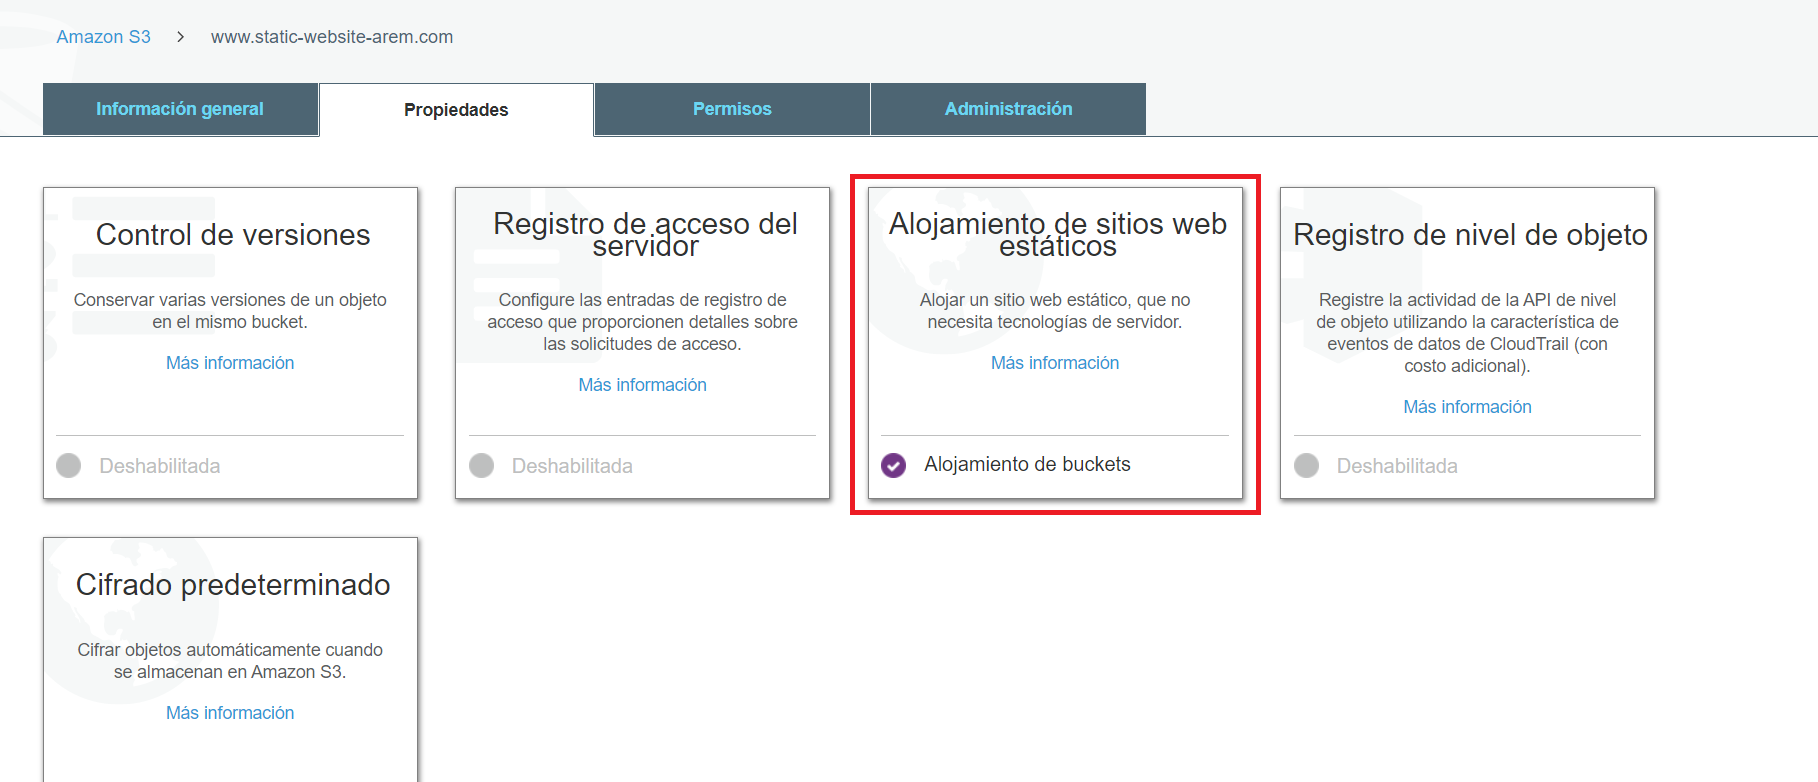 Amazon S3 > www.static-website-arem.com
Información general
Propiedades
Permisos
Administración
Control de versiones
Conservar varias versiones de un objeto
en el mismo bucket.
Más información
Deshabilitada
Registro de acceso del
servidor
Configure las entradas de registro de
acceso que proporcionen detalles sobre
las solicitudes de acceso.
Más información
Deshabilitada
Alojamiento de sitios web
estáticos
Alojar un sitio web estático, que no
necesita tecnologías de servidor.
Más información
Alojamiento de buckets
Registro de nivel de objeto
Registre la actividad de la API de nivel
de objeto utilizando la característica de
eventos de datos de CloudTrail (con
costo adicional).
Más información
Deshabilitada
Cifrado predeterminado
Cifrar objetos automáticamente cuando
se almacenan en Amazon S3.
Más información